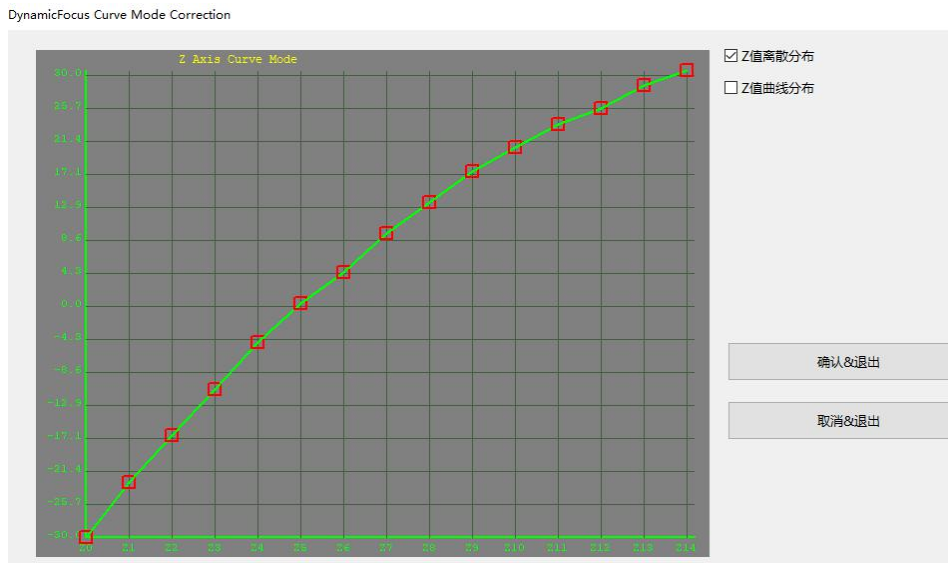 DynamicFocus Curve Mode Correction
Z Axis Curve Mode
☑ Z值离散分布
☐ Z值曲线分布
30.0
25.7
21.4
17.1
12.9
8.6
4.3
0.0
-4.3
-8.6
-12.9
-17.1
-21.4
-25.7
-30.0
Z0 Z1 Z2 Z3 Z4 Z5 Z6 Z7 Z8 Z9 Z10 Z11 Z12 Z13 Z14
确认&退出
取消&退出